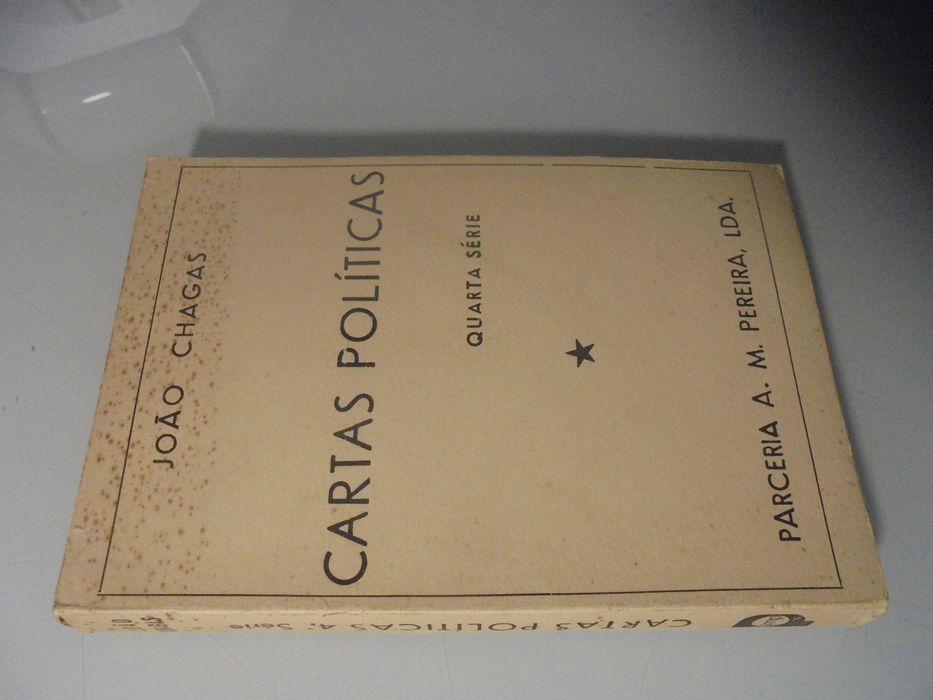 JOÃO CHAGAS
CARTAS POLÍTICAS
QUARTA SÉRIE
PARCERIA A. M. PEREIRA, LDA.
CARTAS POLÍTICAS 4.ª Série